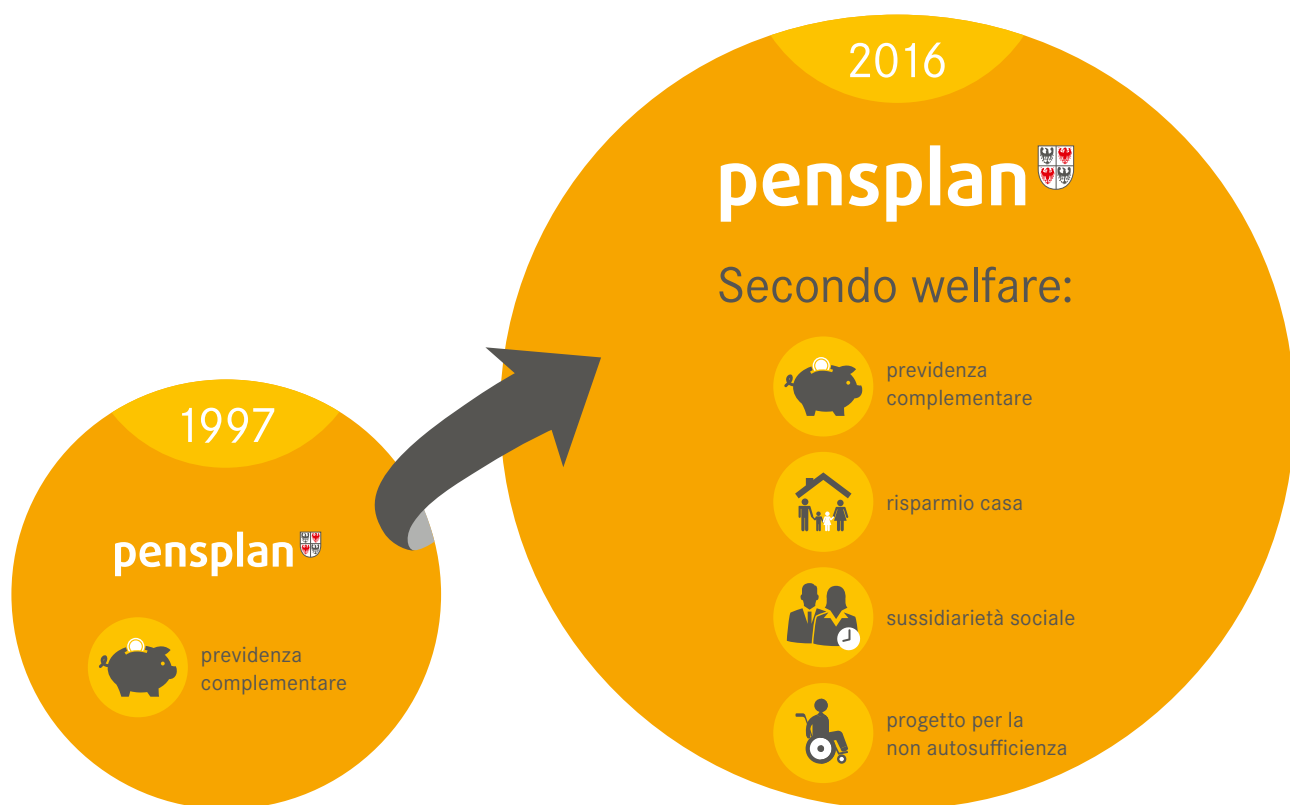 1997
pensplan
previdenza
complementare
2016
pensplan
Secondo welfare:
previdenza
complementare
risparmio casa
sussidiarietà sociale
progetto per la
non autosufficienza